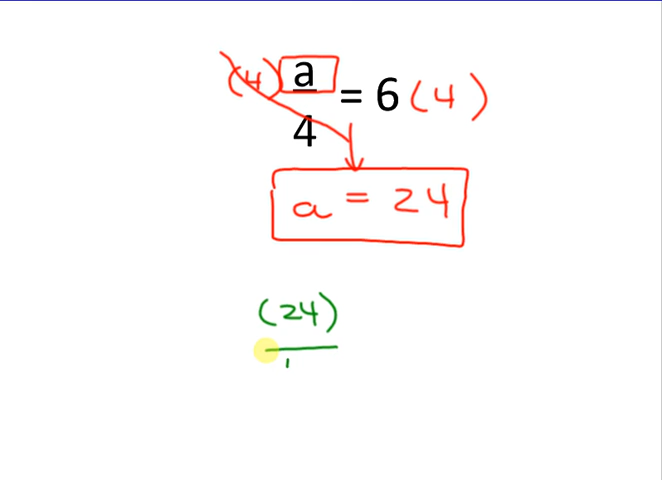 (4) a/4 = 6 (4)
a = 24
(24)